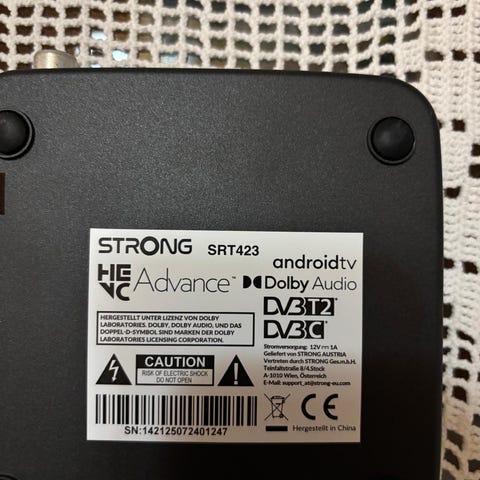 STRONG SRT423
androidtv
HEVC Advance™ Dolby Audio
DVB T2
DVB C
HERGESTELLT UNTER LIZENZ VON DOLBY
LABORATORIES. DOLBY, DOLBY AUDIO, UND DAS
DOPPEL-D-SYMBOL SIND MARKEN DER DOLBY
LABORATORIES LICENSING CORPORATION.
Stromversorgung: 12V⎓1A
Geliefert von STRONG AUSTRIA
Vertreten durch STRONG Ges.m.b.H.
Teinfaltstraße 8/4.Stock
A-1010 Wien, Österreich
E-Mail: support_at@strong-eu.com
CAUTION
RISK OF ELECTRIC SHOCK
DO NOT OPEN
SN:142125072401247
CE
Hergestellt in China